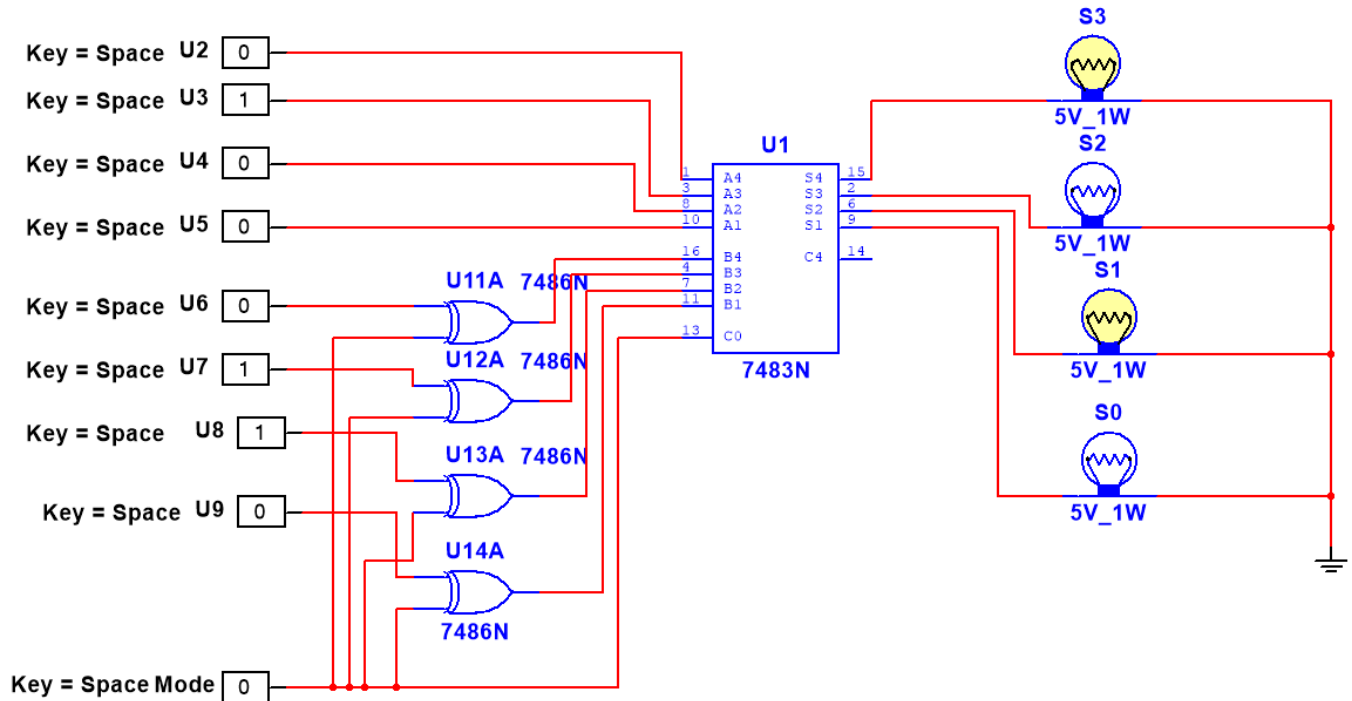 S3
Key = Space U2 0
5V_1W
Key = Space U3 1
S2
U1
Key = Space U4 0
1 A4 S4 15
3 A3 S3 2
8 A2 S2 6
10 A1 S1 9
5V_1W
Key = Space U5 0
16 B4 C4 14
4 B3
7 B2
11 B1
13 C0
7483N
S1
5V_1W
U11A 7486N
Key = Space U6 0
U12A 7486N
Key = Space U7 1
S0
5V_1W
Key = Space U8 1
U13A 7486N
Key = Space U9 0
U14A
7486N
Key = Space Mode 0